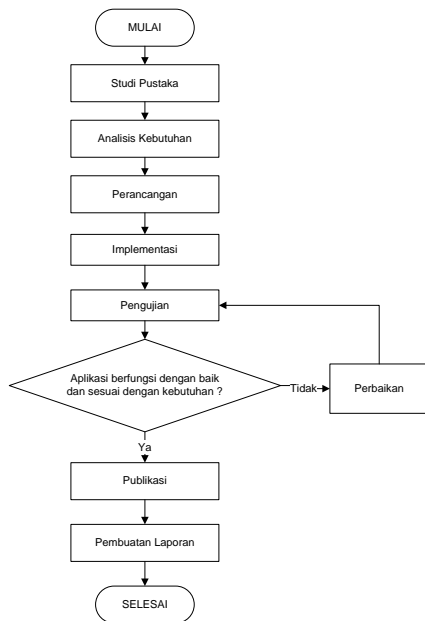 MULAI
Studi Pustaka
Analisis Kebutuhan
Perancangan
Implementasi
Pengujian
Aplikasi berfungsi dengan baik
dan sesuai dengan kebutuhan ?
Tidak
Perbaikan
Ya
Publikasi
Pembuatan Laporan
SELESAI